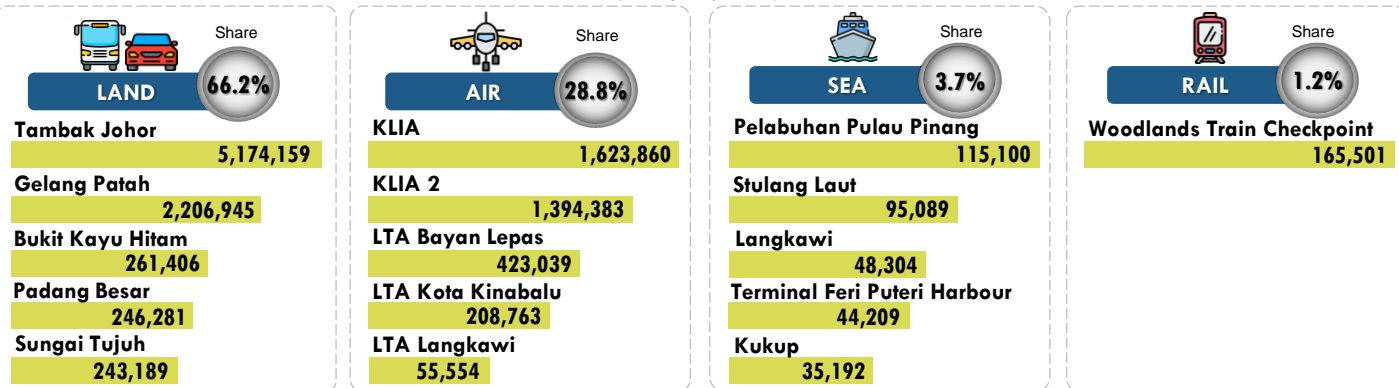 Share
LAND
66.2%
Tambak Johor
5,174,159
Gelang Patah
2,206,945
Bukit Kayu Hitam
261,406
Padang Besar
246,281
Sungai Tujuh
243,189
Share
AIR
28.8%
KLIA
1,623,860
KLIA 2
1,394,383
LTA Bayan Lepas
423,039
LTA Kota Kinabalu
208,763
LTA Langkawi
55,554
Share
SEA
3.7%
Pelabuhan Pulau Pinang
115,100
Stulang Laut
95,089
Langkawi
48,304
Terminal Feri Puteri Harbour
44,209
Kukup
35,192
Share
RAIL
1.2%
Woodlands Train Checkpoint
165,501